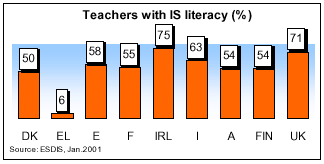 Teachers with IS literacy (%)
50 6 58 55 75 63 54 54 71
DK EL E F IRL I A FIN UK
Source: ESDIS, Jan.2001